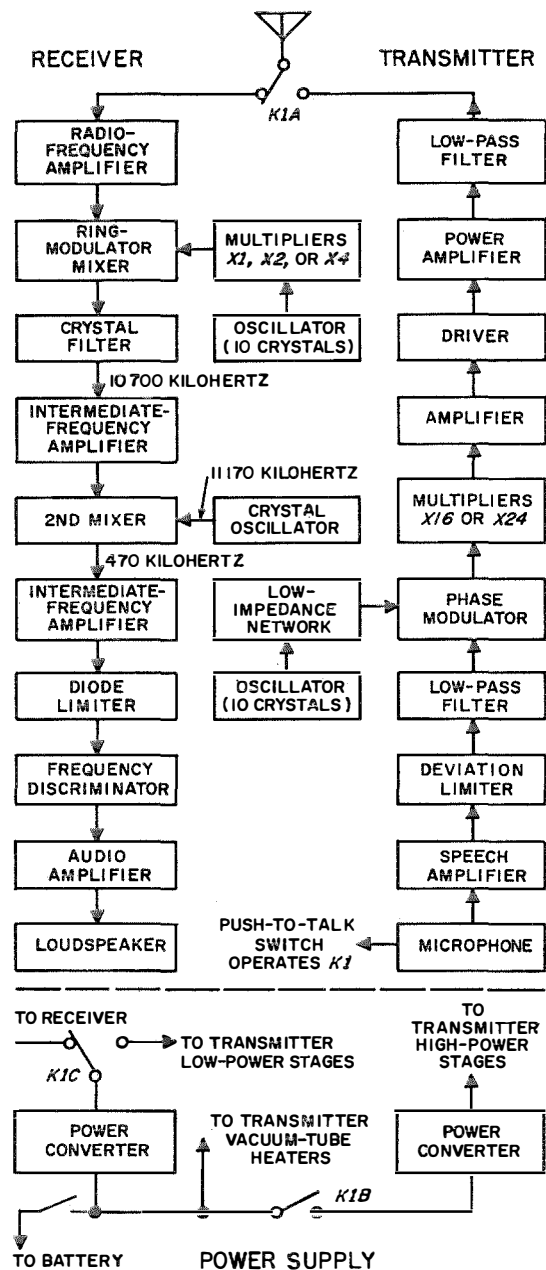 RECEIVER
TRANSMITTER
K1A
RADIO-
FREQUENCY
AMPLIFIER
RING-
MODULATOR
MIXER
MULTIPLIERS
X1, X2, OR X4
OSCILLATOR
(10 CRYSTALS)
CRYSTAL
FILTER
10 700 KILOHERTZ
INTERMEDIATE-
FREQUENCY
AMPLIFIER
11 170 KILOHERTZ
2ND MIXER
CRYSTAL
OSCILLATOR
470 KILOHERTZ
INTERMEDIATE-
FREQUENCY
AMPLIFIER
LOW-
IMPEDANCE
NETWORK
OSCILLATOR
(10 CRYSTALS)
DIODE
LIMITER
FREQUENCY
DISCRIMINATOR
AUDIO
AMPLIFIER
LOUDSPEAKER
LOW-PASS
FILTER
POWER
AMPLIFIER
DRIVER
AMPLIFIER
MULTIPLIERS
X16 OR X24
PHASE
MODULATOR
LOW-PASS
FILTER
DEVIATION
LIMITER
SPEECH
AMPLIFIER
MICROPHONE
PUSH-TO-TALK
SWITCH
OPERATES K1
TO RECEIVER
K1C
TO TRANSMITTER
LOW-POWER STAGES
TO
TRANSMITTER
HIGH-POWER
STAGES
POWER
CONVERTER
TO TRANSMITTER
VACUUM-TUBE
HEATERS
POWER
CONVERTER
K1B
TO BATTERY
POWER SUPPLY